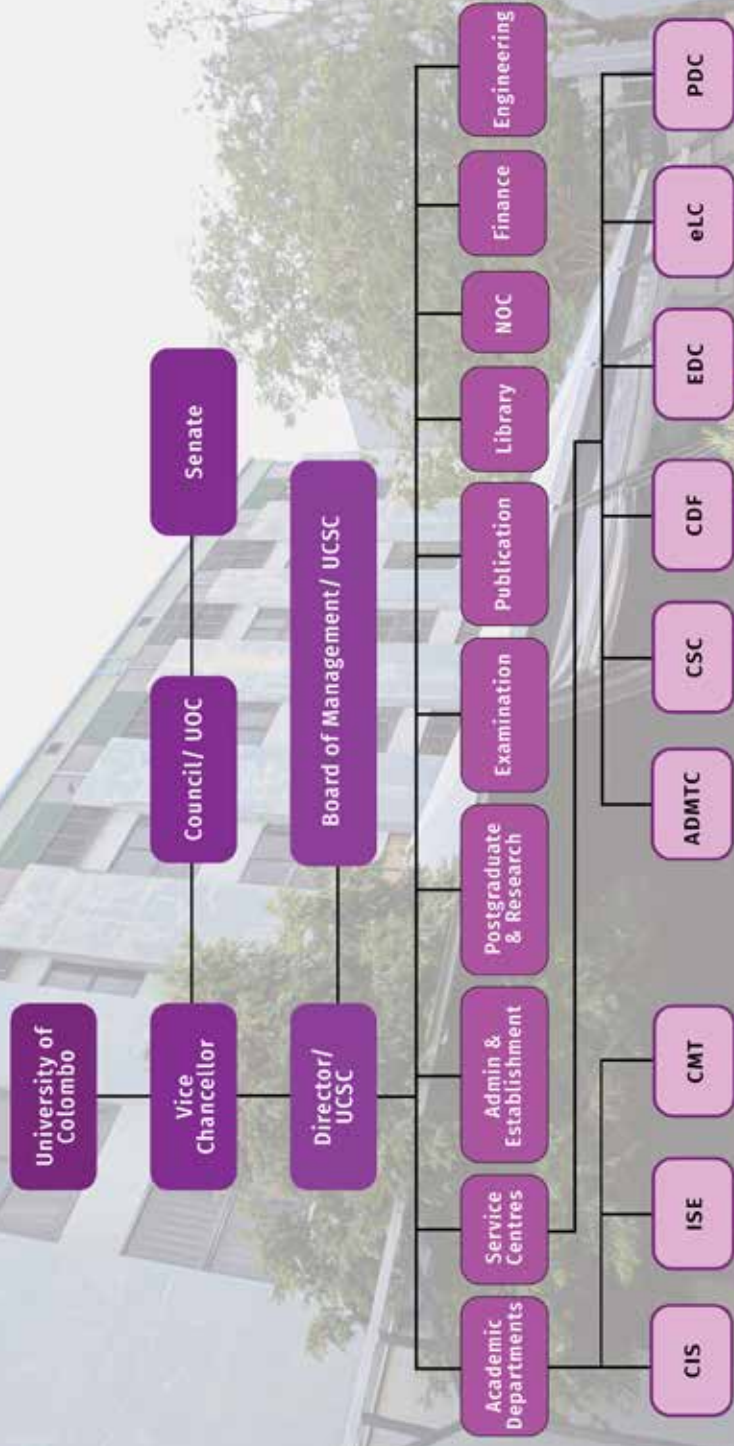 University of
Colombo
Vice
Chancellor
Council/ UOC
Senate
Director/
UCSC
Board of Management/ UCSC
Academic
Departments
Service
Centres
Admin &
Establishment
Postgraduate
& Research
Examination
Publication
Library
NOC
Finance
Engineering
CIS
ISE
CMT
ADMTC
CSC
CDF
EDC
eLC
PDC